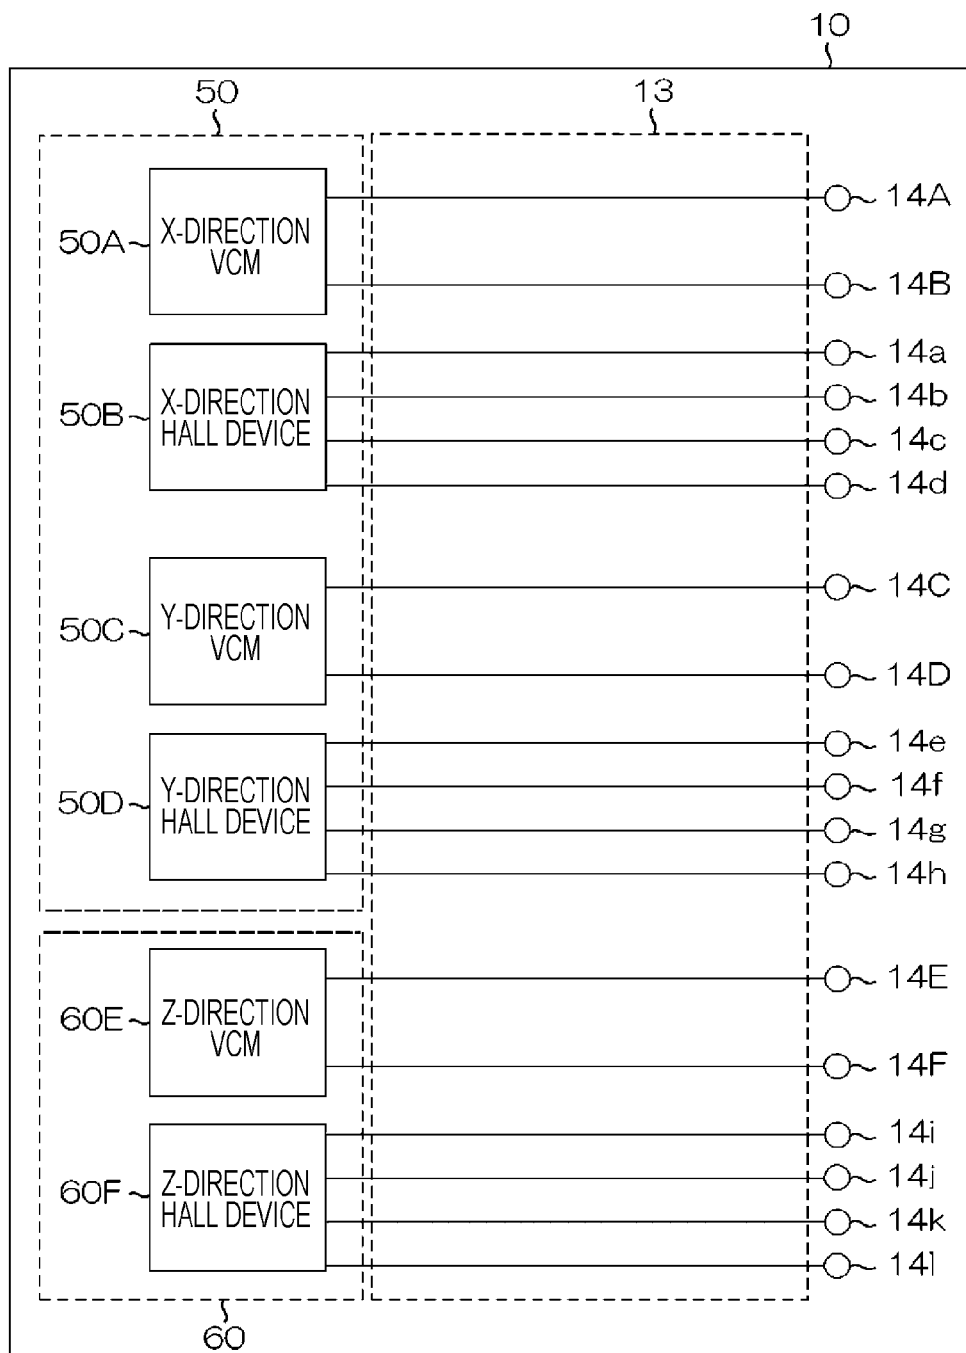 10
50
13
50A
X-DIRECTION
VCM
14A
14B
50B
X-DIRECTION
HALL DEVICE
14a
14b
14c
14d
50C
Y-DIRECTION
VCM
14C
14D
50D
Y-DIRECTION
HALL DEVICE
14e
14f
14g
14h
60E
Z-DIRECTION
VCM
14E
14F
60F
Z-DIRECTION
HALL DEVICE
14i
14j
14k
14l
60